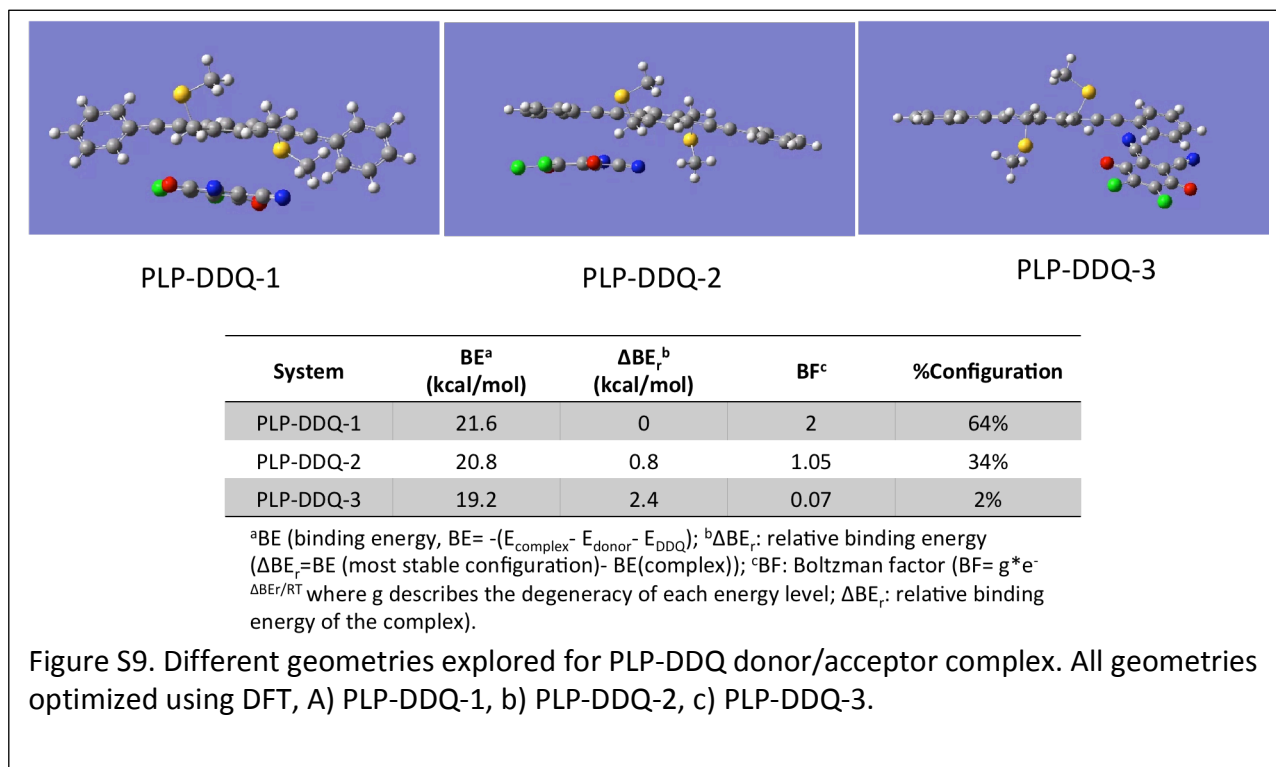 PLP-DDQ-1 PLP-DDQ-2 PLP-DDQ-3
System BEᵃ (kcal/mol) ΔBEᵣᵇ (kcal/mol) BFᶜ %Configuration
PLP-DDQ-1 21.6 0 2 64%
PLP-DDQ-2 20.8 0.8 1.05 34%
PLP-DDQ-3 19.2 2.4 0.07 2%
ᵃBE (binding energy, BE= -(E_complex- E_donor- E_DDQ); ᵇΔBEᵣ: relative binding energy
(ΔBEᵣ=BE (most stable configuration)- BE(complex)); ᶜBF: Boltzman factor (BF= g*e⁻
ΔBEr/RT where g describes the degeneracy of each energy level; ΔBEᵣ: relative binding
energy of the complex).
Figure S9. Different geometries explored for PLP-DDQ donor/acceptor complex. All geometries
optimized using DFT, A) PLP-DDQ-1, b) PLP-DDQ-2, c) PLP-DDQ-3.